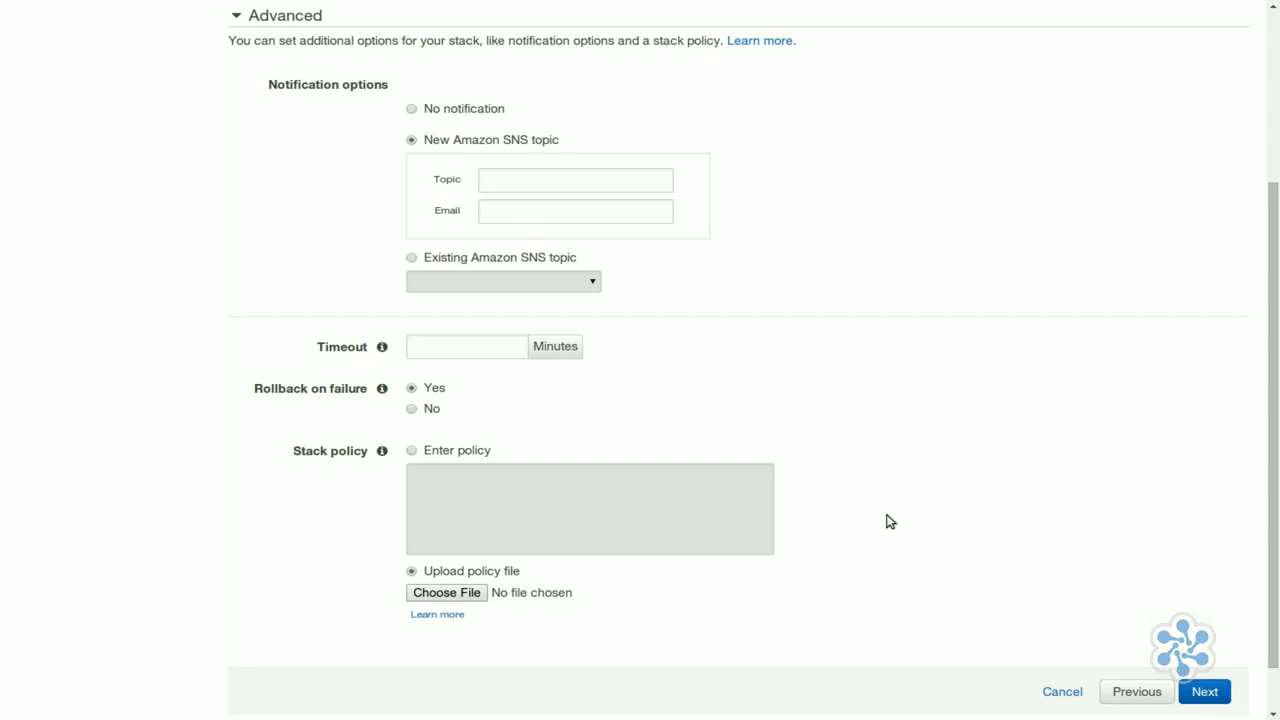 Advanced
You can set additional options for your stack, like notification options and a stack policy. Learn more.
Notification options
No notification
New Amazon SNS topic
Topic
Email
Existing Amazon SNS topic
Timeout
Minutes
Rollback on failure
Yes
No
Stack policy
Enter policy
Upload policy file
Choose File No file chosen
Learn more
Cancel Previous Next